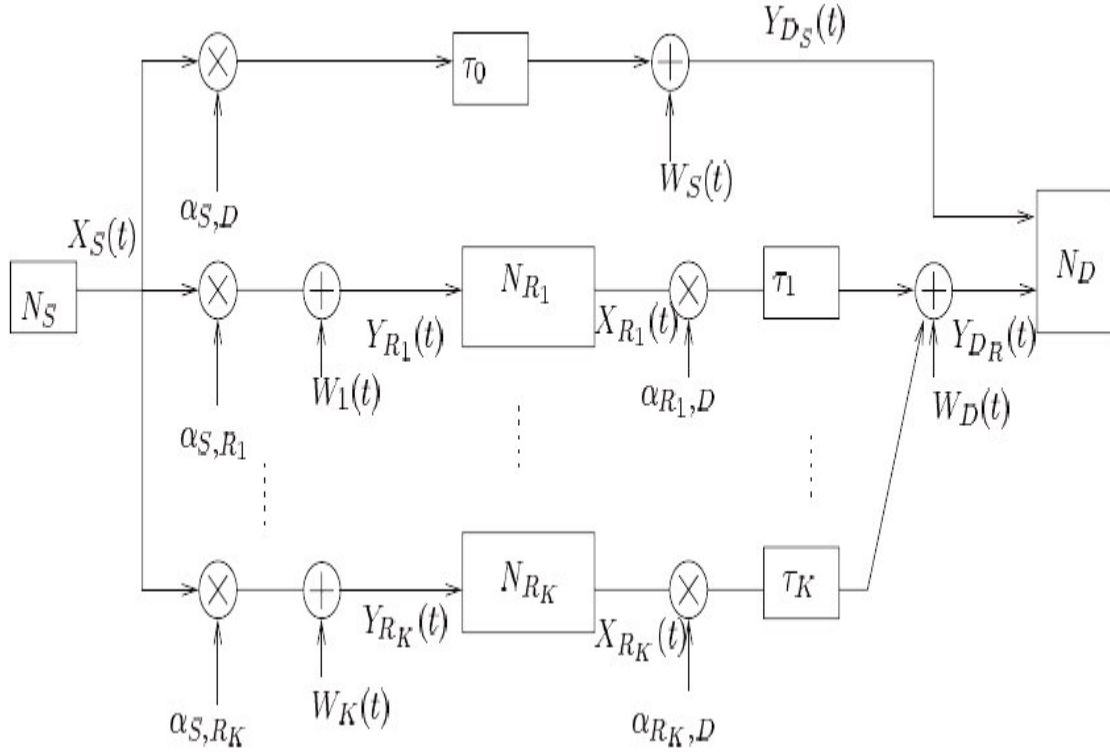 Y_{D_S}(t)
τ_0
W_S(t)
α_{S,D}
X_S(t)
N_S
N_{R_1}
τ_1
N_D
Y_{R_1}(t)
X_{R_1}(t)
Y_{D_R}(t)
W_1(t)
α_{R_1,D}
W_D(t)
α_{S,R_1}
N_{R_K}
τ_K
Y_{R_K}(t)
X_{R_K}(t)
α_{S,R_K}
W_K(t)
α_{R_K,D}